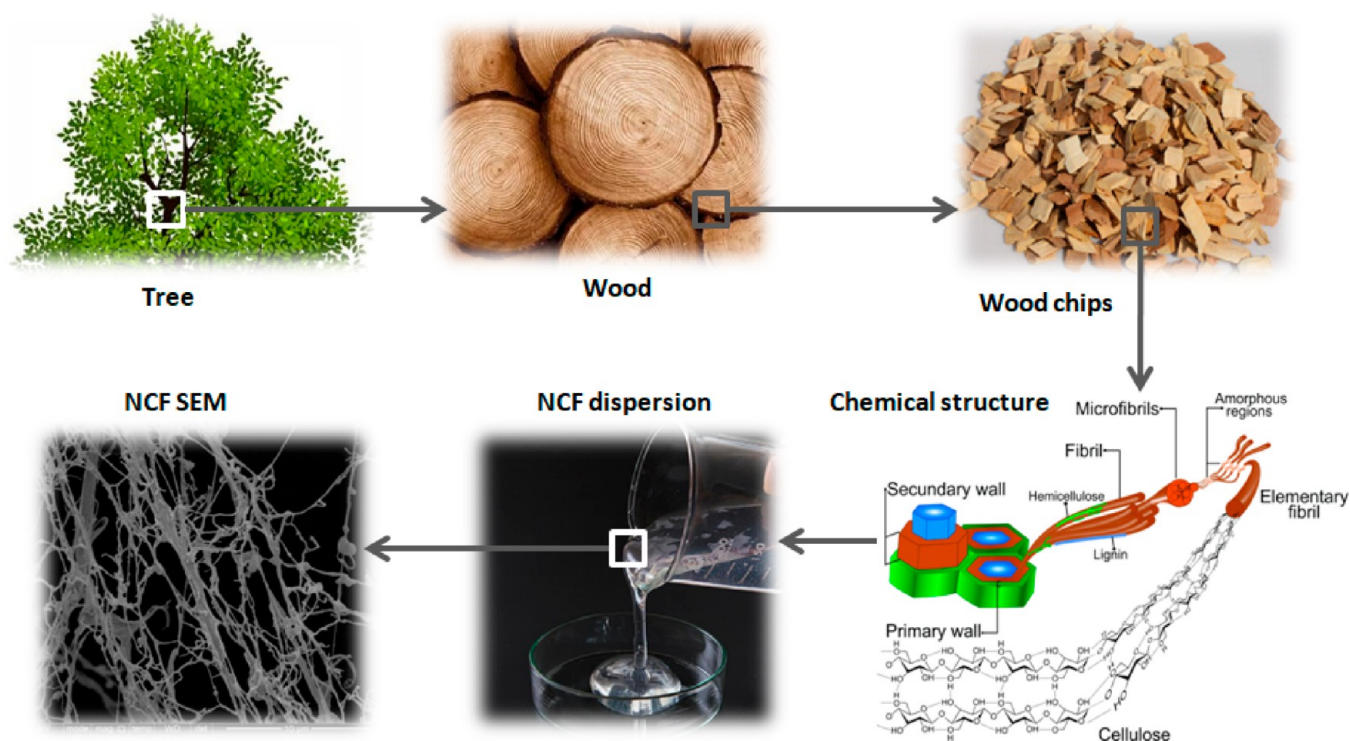 Tree
Wood
Wood chips
NCF SEM
NCF dispersion
Chemical structure
Microfibrils
Amorphous
regions
Fibril
Elementary
fibril
Secundary wall
Hemicellulose
Lignin
Primary wall
Cellulose